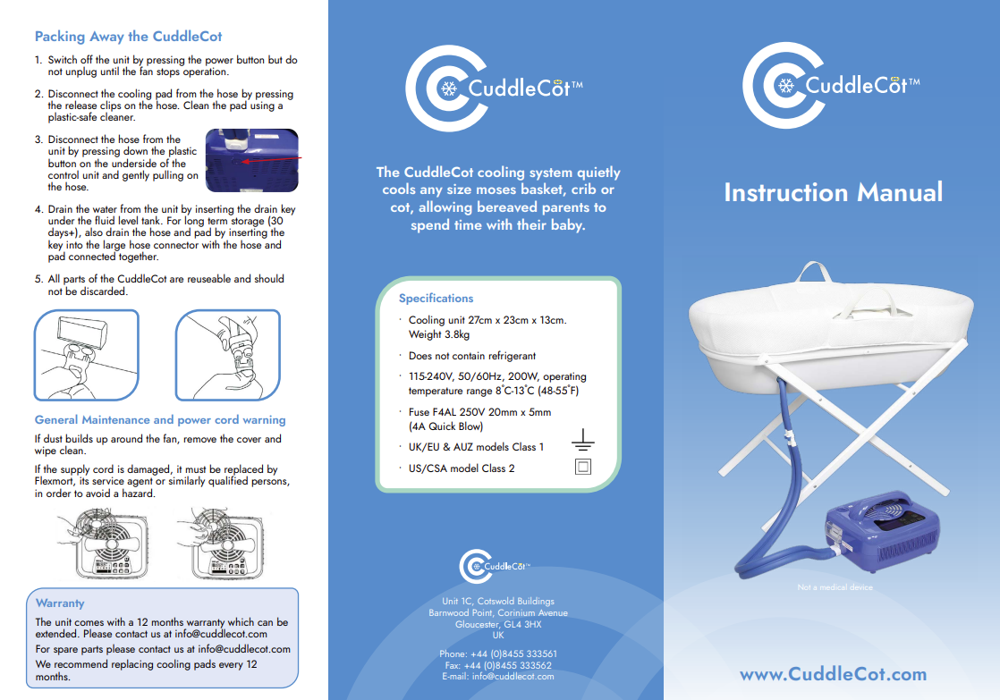 Packing Away the CuddleCot
1. Switch off the unit by pressing the power button but do
not unplug until the fan stops operation.
2. Disconnect the cooling pad from the hose by pressing
the release clips on the hose. Clean the pad using a
plastic-safe cleaner.
3. Disconnect the hose from the
unit by pressing down the plastic
button on the underside of the
control unit and gently pulling on
the hose.
4. Drain the water from the unit by inserting the drain key
under the fluid level tank. For long term storage (30
days+), also drain the hose and pad by inserting the
key into the large hose connector with the hose and
pad connected together.
5. All parts of the CuddleCot are reuseable and should
not be discarded.
General Maintenance and power cord warning
If dust builds up around the fan, remove the cover and
wipe clean.
If the supply cord is damaged, it must be replaced by
Flexmort, its service agent or similarly qualified persons,
in order to avoid a hazard.
Warranty
The unit comes with a 12 months warranty which can be
extended. Please contact us at info@cuddlecot.com
For spare parts please contact us at info@cuddlecot.com
We recommend replacing cooling pads every 12
months.
CuddleCot™
The CuddleCot cooling system quietly
cools any size moses basket, crib or
cot, allowing bereaved parents to
spend time with their baby.
Specifications
· Cooling unit 27cm x 23cm x 13cm.
Weight 3.8kg
· Does not contain refrigerant
· 115-240V, 50/60Hz, 200W, operating
temperature range 8°C-13°C (48-55°F)
· Fuse F4AL 250V 20mm x 5mm
(4A Quick Blow)
· UK/EU & AUZ models Class 1
· US/CSA model Class 2
CuddleCot™
Unit 1C, Cotswold Buildings
Barnwood Point, Corinium Avenue
Gloucester, GL4 3HX
UK
Phone: +44 (0)8455 333561
Fax: +44 (0)8455 333562
E-mail: info@cuddlecot.com
CuddleCot™
Instruction Manual
Not a medical device
www.CuddleCot.com